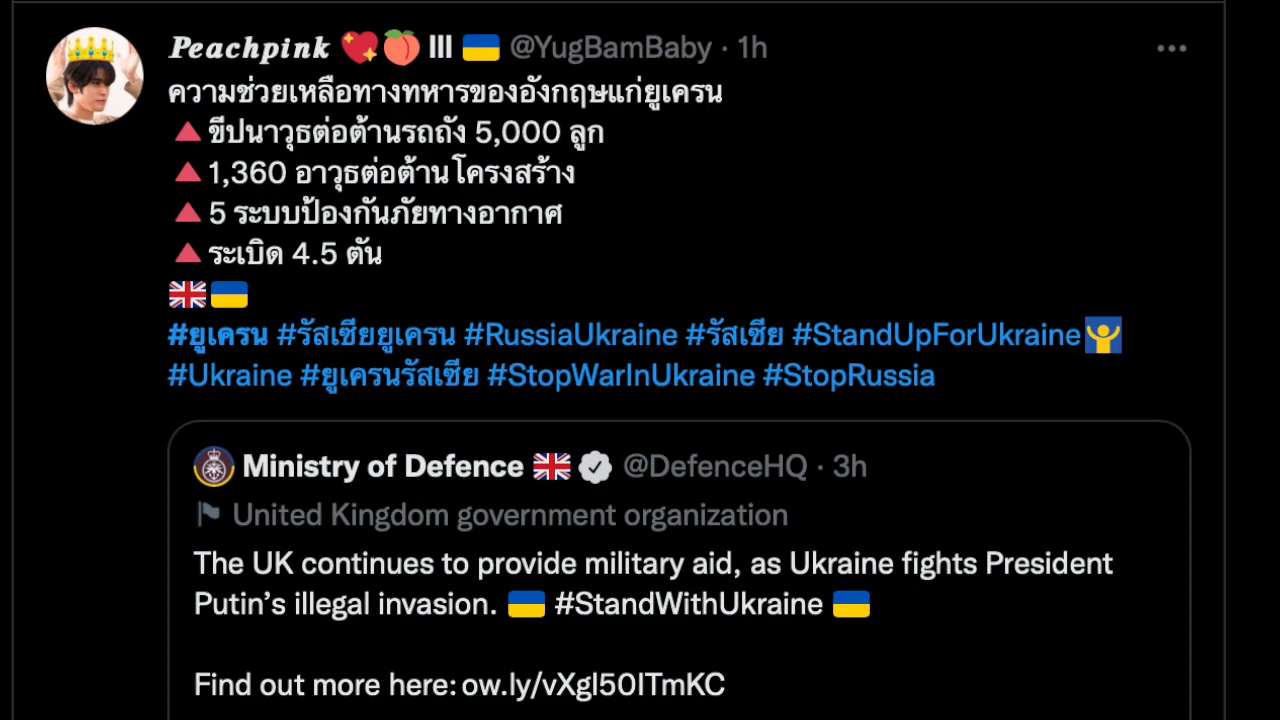 Peachpink 💖🍑 lll 🇺🇦 @YugBamBaby · 1h
ความช่วยเหลือทางทหารของอังกฤษแก่ยูเครน
🔺ขีปนาวุธต่อต้านรถถัง 5,000 ลูก
🔺1,360 อาวุธต่อต้านโครงสร้าง
🔺5 ระบบป้องกันภัยทางอากาศ
🔺ระเบิด 4.5 ตัน
🇬🇧🇺🇦
#ยูเครน #รัสเซียยูเครน #RussiaUkraine #รัสเซีย #StandUpForUkraine
#Ukraine #ยูเครนรัสเซีย #StopWarInUkraine #StopRussia
Ministry of Defence 🇬🇧 @DefenceHQ · 3h
United Kingdom government organization
The UK continues to provide military aid, as Ukraine fights President
Putin’s illegal invasion. 🇺🇦 #StandWithUkraine 🇺🇦
Find out more here: ow.ly/vXgl50ITmKC